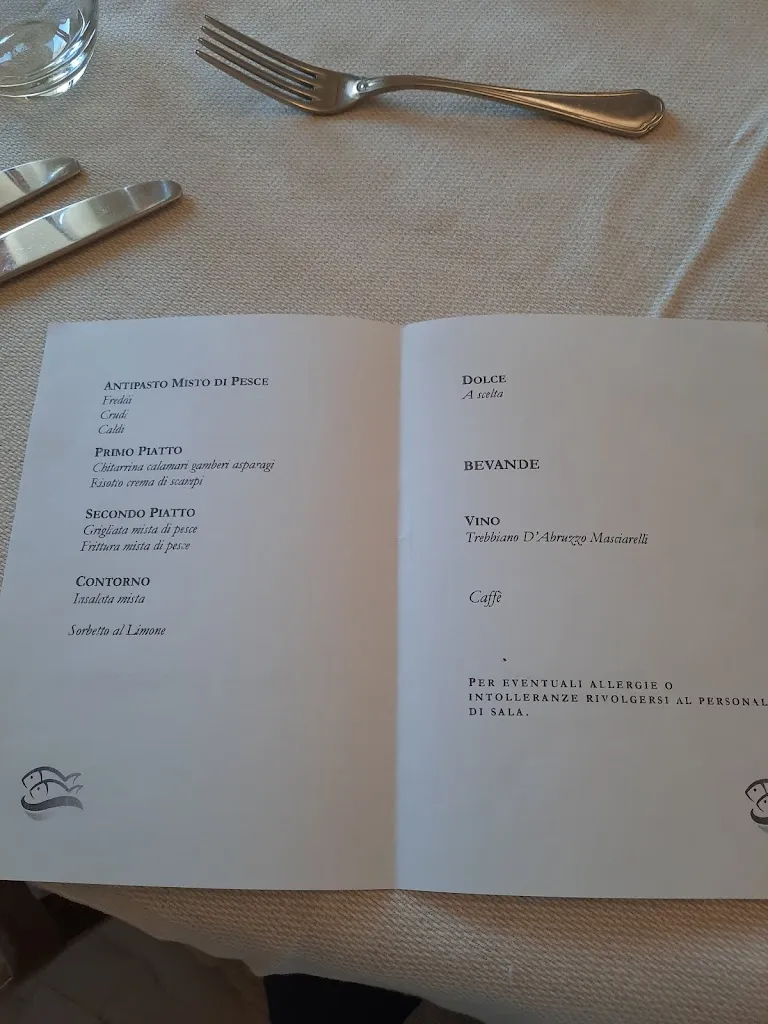 ANTIPASTO MISTO DI PESCE
Freddi
Crudi
Caldi
PRIMO PIATTO
Chitarrina calamari gamberi asparagi
Risotto crema di scampi
SECONDO PIATTO
Grigliata mista di pesce
Frittura mista di pesce
CONTORNO
Insalata mista
Sorbetto al Limone
DOLCE
A scelta
BEVANDE
VINO
Trebbiano D'Abruzzo Masciarelli
Caffè
PER EVENTUALI ALLERGIE O
INTOLLERANZE RIVOLGERSI AL PERSONAL
DI SALA.